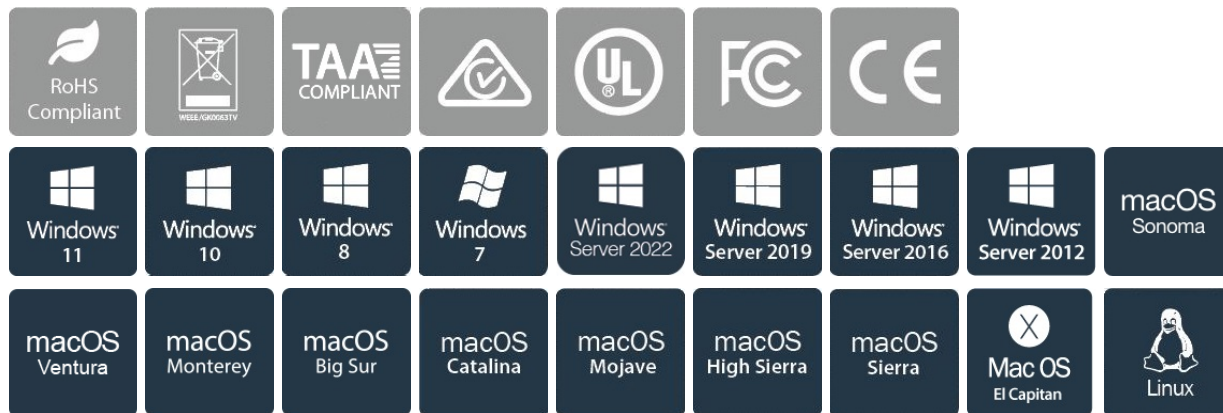 RoHS
Compliant
WEEE/GK0063TV
TAA
COMPLIANT
UL
®
FC
CE
Windows
11
Windows
10
Windows
8
Windows
7
Windows
Server 2022
Windows
Server 2019
Windows
Server 2016
Windows
Server 2012
macOS
Sonoma
macOS
Ventura
macOS
Monterey
macOS
Big Sur
macOS
Catalina
macOS
Mojave
macOS
High Sierra
macOS
Sierra
X
Mac OS
El Capitan
Linux